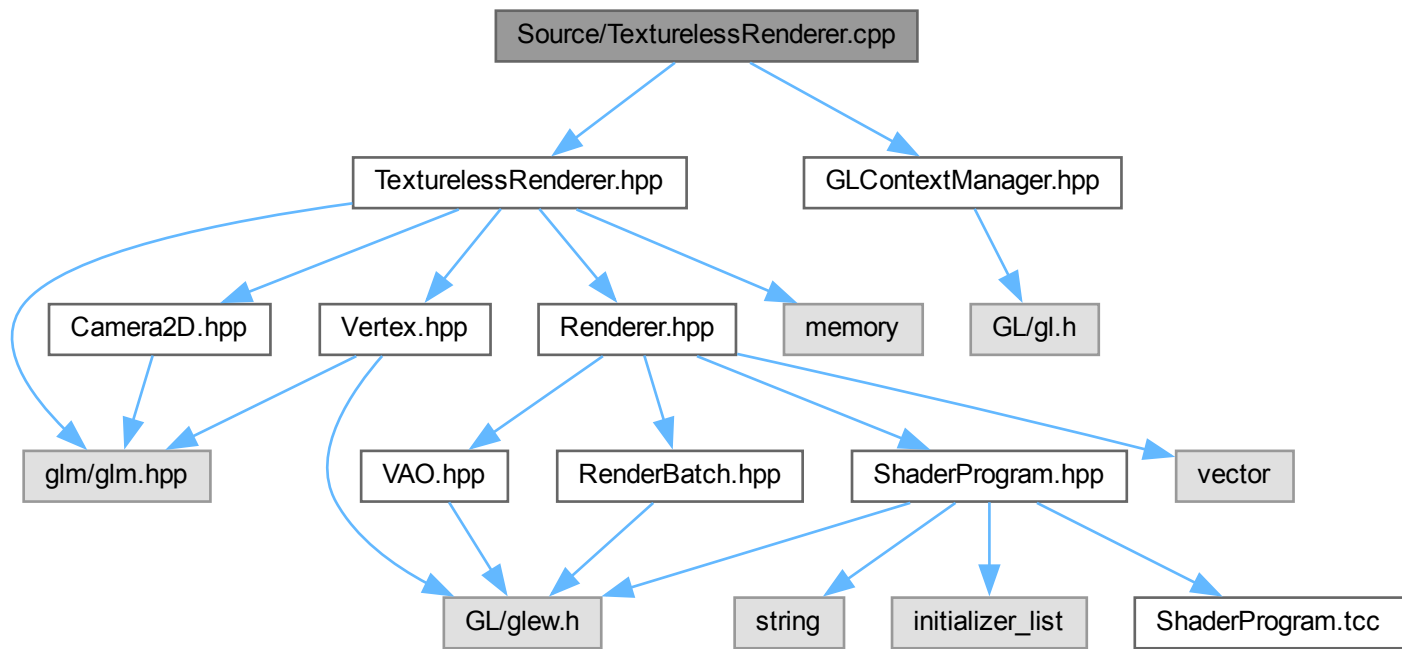 Source/TexturelessRenderer.cpp
TexturelessRenderer.hpp
GLContextManager.hpp
Camera2D.hpp
Vertex.hpp
Renderer.hpp
memory
GL/gl.h
glm/glm.hpp
VAO.hpp
RenderBatch.hpp
ShaderProgram.hpp
vector
GL/glew.h
string
initializer_list
ShaderProgram.tcc